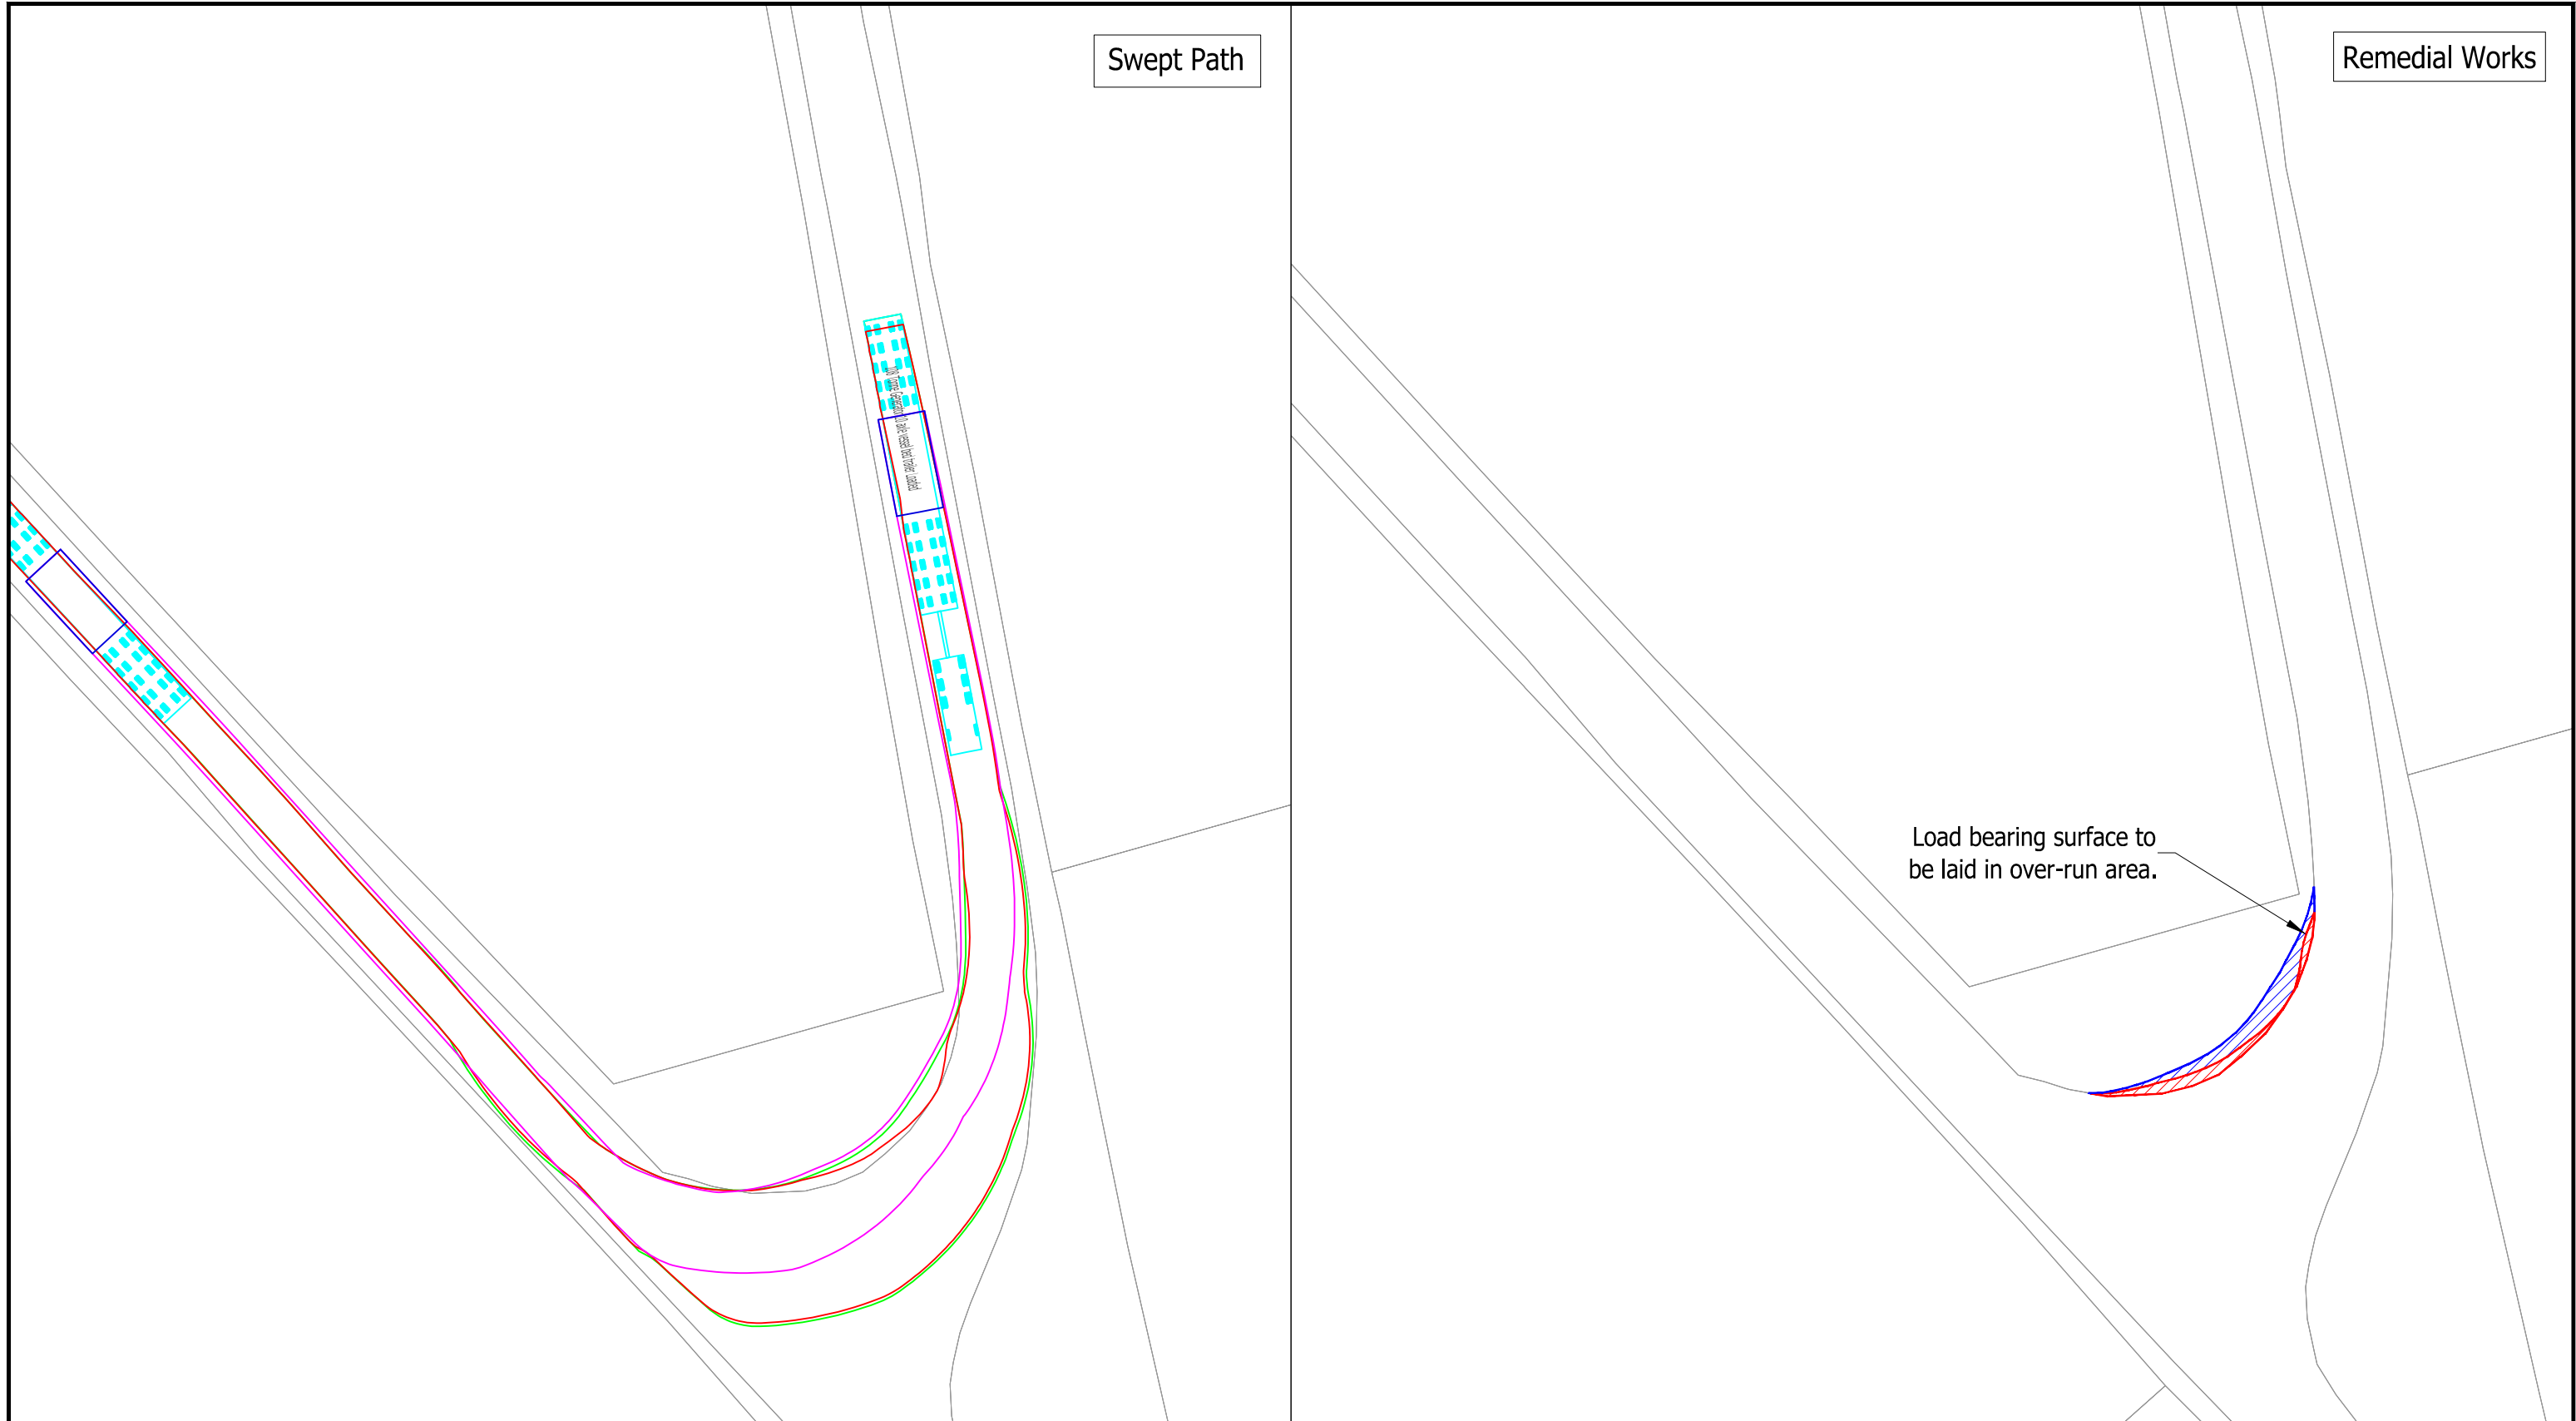 Swept Path
Remedial Works
Load bearing surface to
be laid in over-run area.